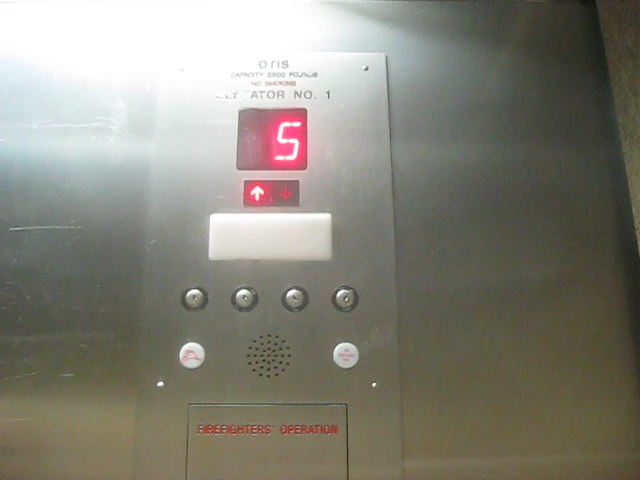 OTIS
CAPACITY 2500 POUNDS
NO SMOKING
ELEVATOR NO. 1
5
FIREFIGHTERS' OPERATION